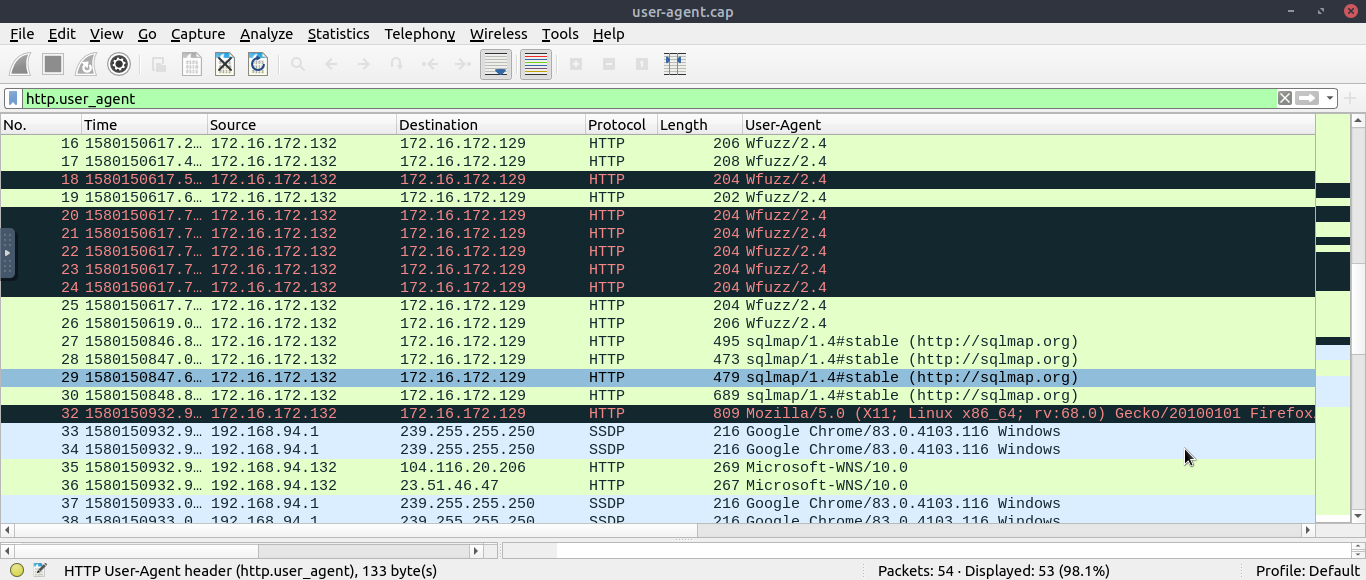 user-agent.cap
File Edit View Go Capture Analyze Statistics Telephony Wireless Tools Help
http.user_agent
No. Time Source Destination Protocol Length User-Agent
16 1580150617.2… 172.16.172.132 172.16.172.129 HTTP 206 Wfuzz/2.4
17 1580150617.4… 172.16.172.132 172.16.172.129 HTTP 208 Wfuzz/2.4
18 1580150617.5… 172.16.172.132 172.16.172.129 HTTP 204 Wfuzz/2.4
19 1580150617.6… 172.16.172.132 172.16.172.129 HTTP 202 Wfuzz/2.4
20 1580150617.7… 172.16.172.132 172.16.172.129 HTTP 204 Wfuzz/2.4
21 1580150617.7… 172.16.172.132 172.16.172.129 HTTP 204 Wfuzz/2.4
22 1580150617.7… 172.16.172.132 172.16.172.129 HTTP 204 Wfuzz/2.4
23 1580150617.7… 172.16.172.132 172.16.172.129 HTTP 204 Wfuzz/2.4
24 1580150617.7… 172.16.172.132 172.16.172.129 HTTP 204 Wfuzz/2.4
25 1580150617.7… 172.16.172.132 172.16.172.129 HTTP 204 Wfuzz/2.4
26 1580150619.0… 172.16.172.132 172.16.172.129 HTTP 206 Wfuzz/2.4
27 1580150846.8… 172.16.172.132 172.16.172.129 HTTP 495 sqlmap/1.4#stable (http://sqlmap.org)
28 1580150847.0… 172.16.172.132 172.16.172.129 HTTP 473 sqlmap/1.4#stable (http://sqlmap.org)
29 1580150847.6… 172.16.172.132 172.16.172.129 HTTP 479 sqlmap/1.4#stable (http://sqlmap.org)
30 1580150848.8… 172.16.172.132 172.16.172.129 HTTP 689 sqlmap/1.4#stable (http://sqlmap.org)
32 1580150932.9… 172.16.172.132 172.16.172.129 HTTP 809 Mozilla/5.0 (X11; Linux x86_64; rv:68.0) Gecko/20100101 Firefox
33 1580150932.9… 192.168.94.1 239.255.255.250 SSDP 216 Google Chrome/83.0.4103.116 Windows
34 1580150932.9… 192.168.94.1 239.255.255.250 SSDP 216 Google Chrome/83.0.4103.116 Windows
35 1580150932.9… 192.168.94.132 104.116.20.206 HTTP 269 Microsoft-WNS/10.0
36 1580150932.9… 192.168.94.132 23.51.46.47 HTTP 267 Microsoft-WNS/10.0
37 1580150933.0… 192.168.94.1 239.255.255.250 SSDP 216 Google Chrome/83.0.4103.116 Windows
38 1580150933.0… 192.168.94.1 239.255.255.250 SSDP 216 Google Chrome/83.0.4103.116 Windows
HTTP User-Agent header (http.user_agent), 133 byte(s) Packets: 54 · Displayed: 53 (98.1%) Profile: Default